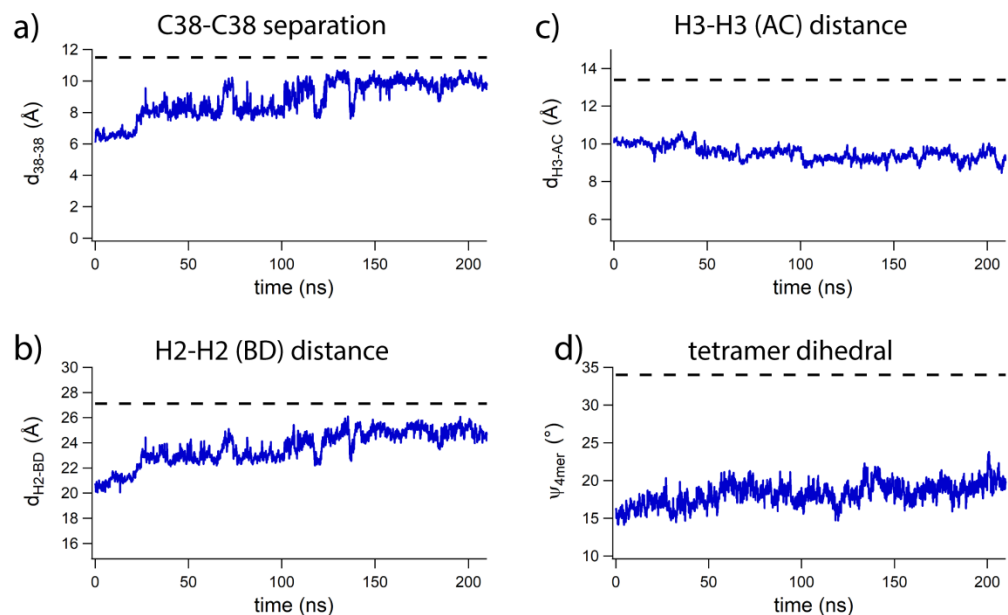 a)
C38-C38 separation
12
10
8
6
4
2
0
d38-38 (Å)
0 50 100 150 200
time (ns)
b)
H2-H2 (BD) distance
30
28
26
24
22
20
18
16
dH2-BD (Å)
0 50 100 150 200
time (ns)
c)
H3-H3 (AC) distance
14
12
10
8
6
dH3-AC (Å)
0 50 100 150 200
time (ns)
d)
tetramer dihedral
35
30
25
20
15
10
Ψ4mer (°)
0 50 100 150 200
time (ns)